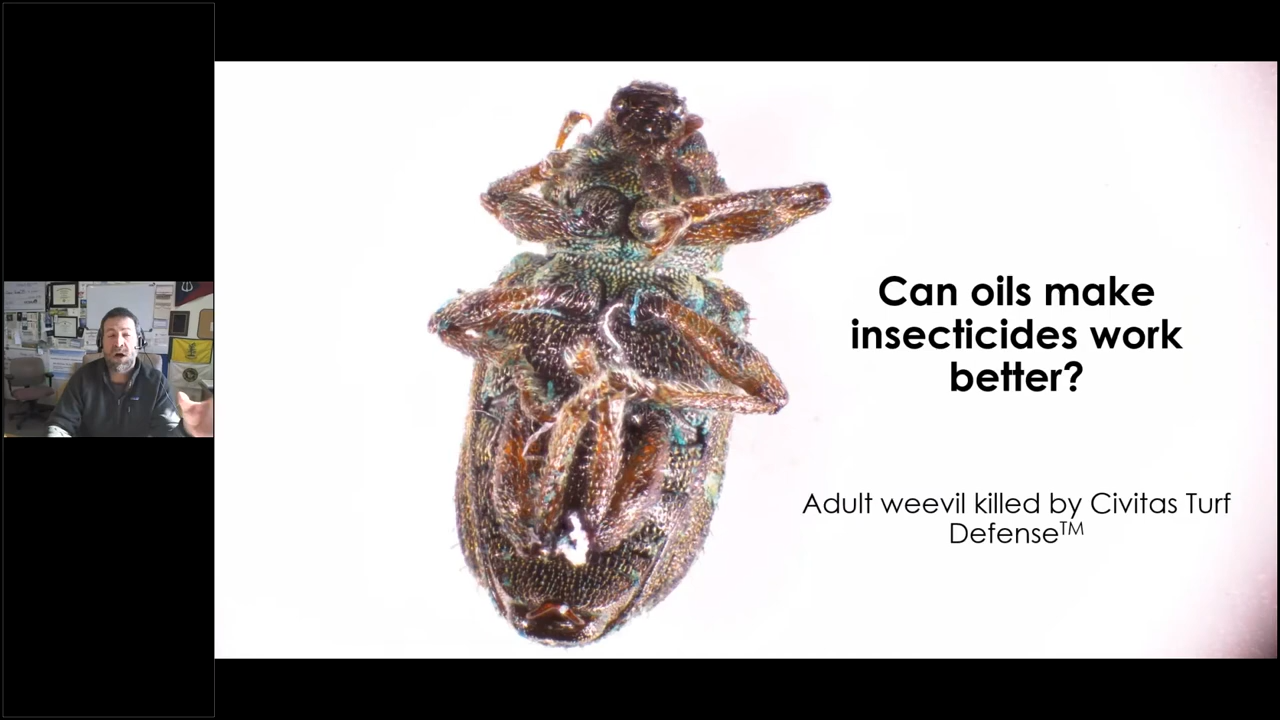 Can oils make
insecticides work
better?
Adult weevil killed by Civitas Turf
Defense™